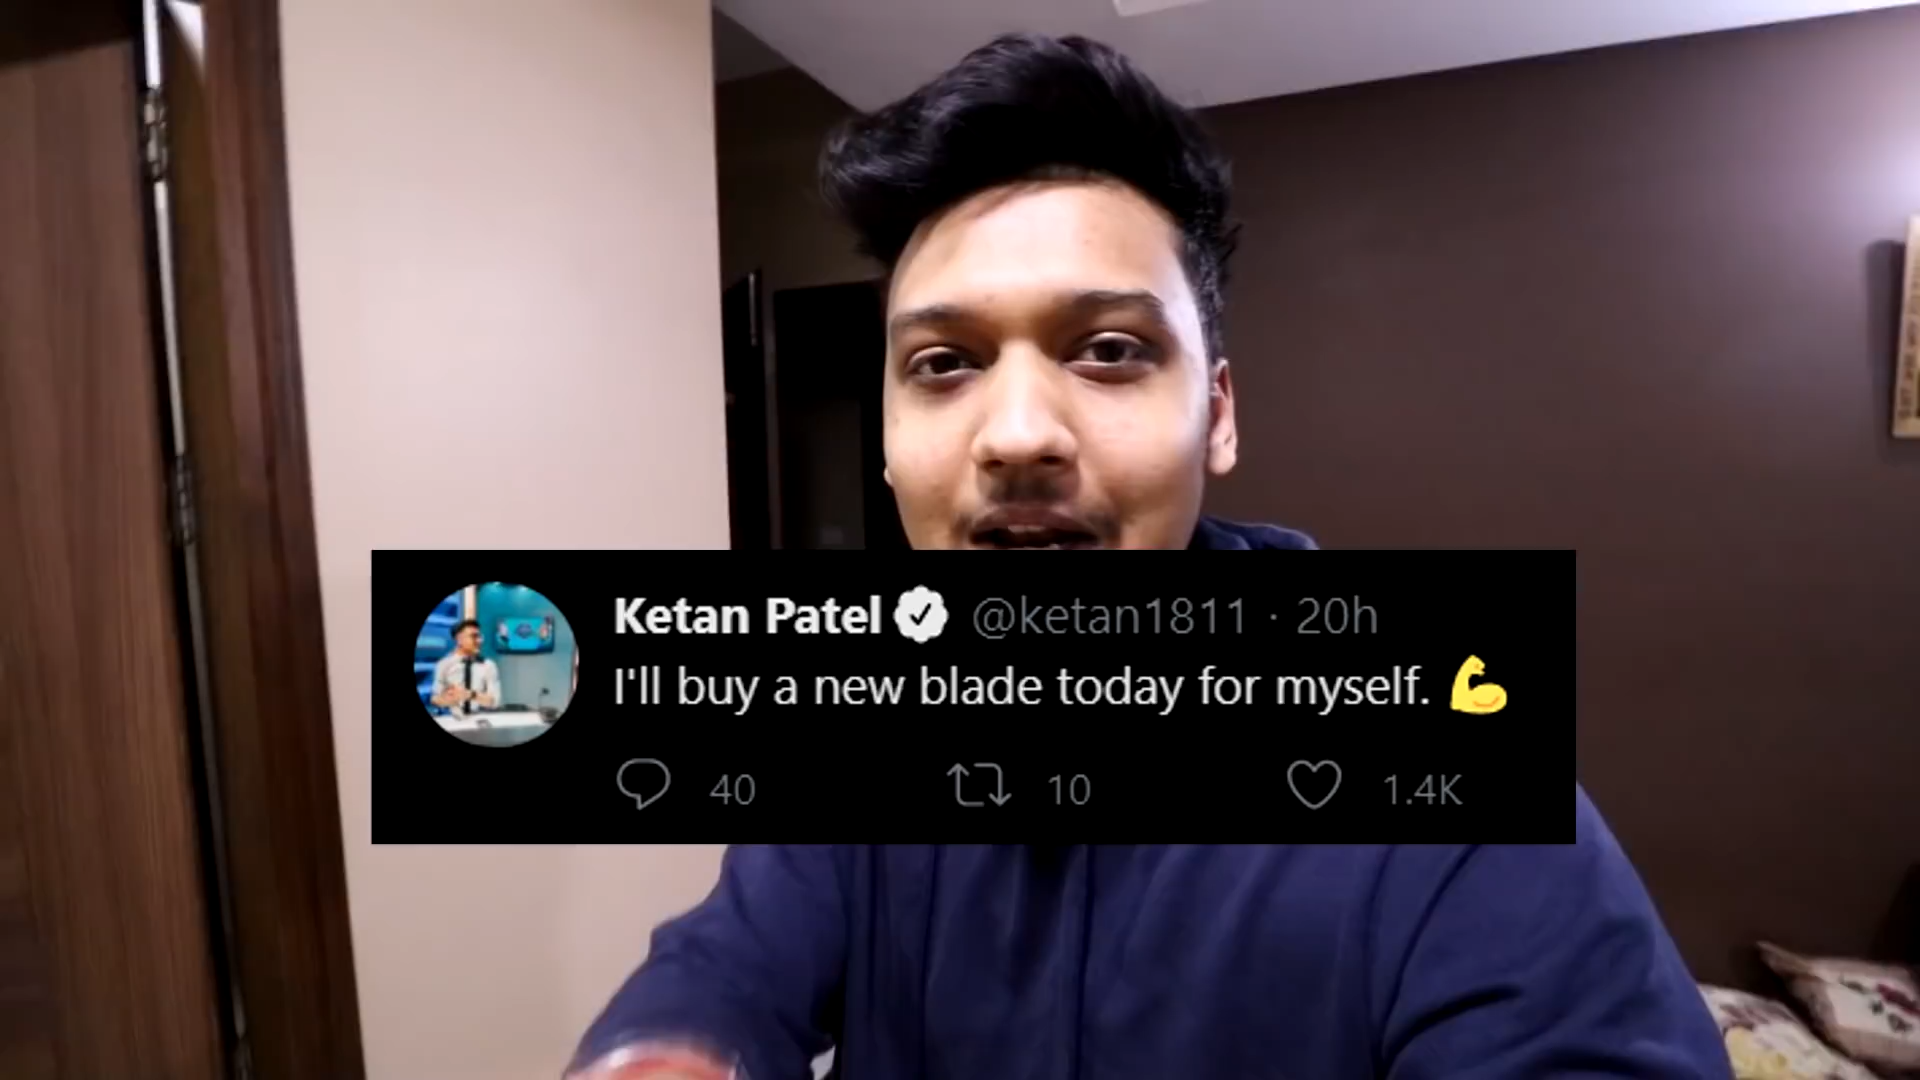 Ketan Patel @ketan1811 · 20h
I'll buy a new blade today for myself. 💪
40 10 1.4K